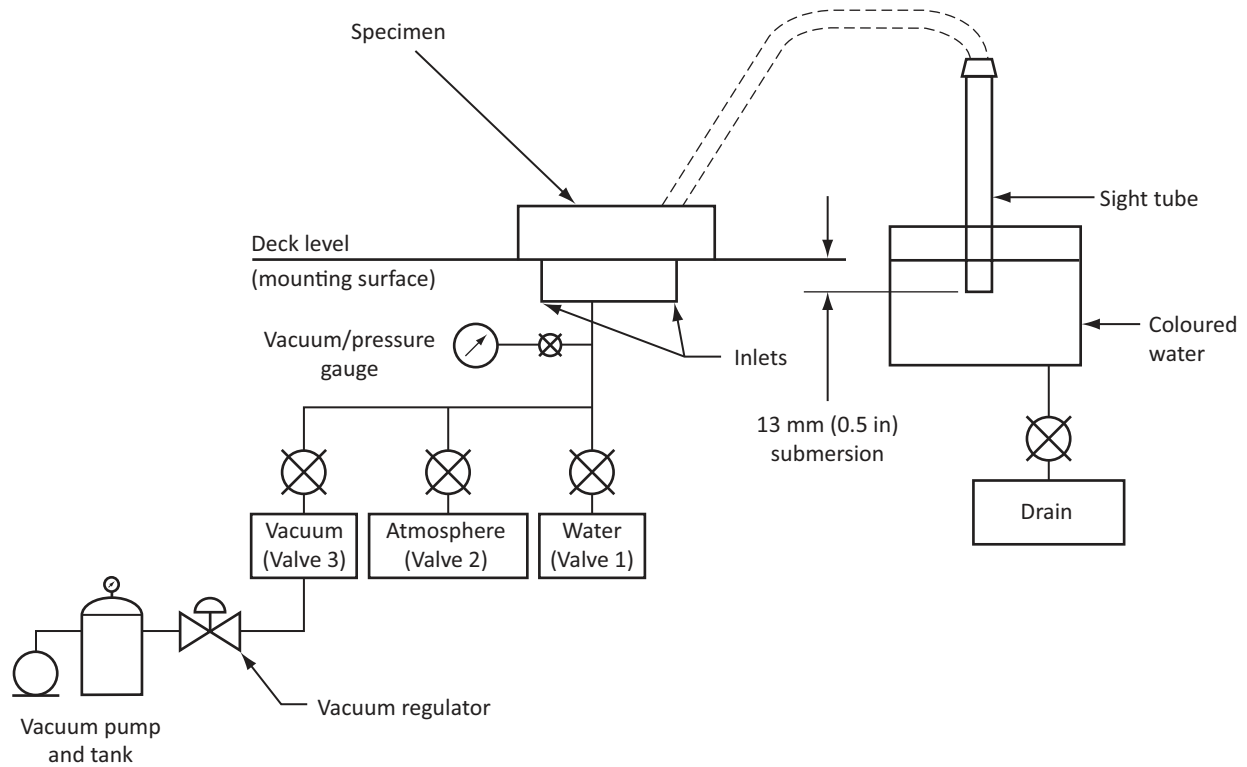 Specimen
Sight tube
Deck level
(mounting surface)
Vacuum/pressure
gauge
Inlets
Coloured
water
13 mm (0.5 in)
submersion
Vacuum
(Valve 3)
Atmosphere
(Valve 2)
Water
(Valve 1)
Drain
Vacuum regulator
Vacuum pump
and tank